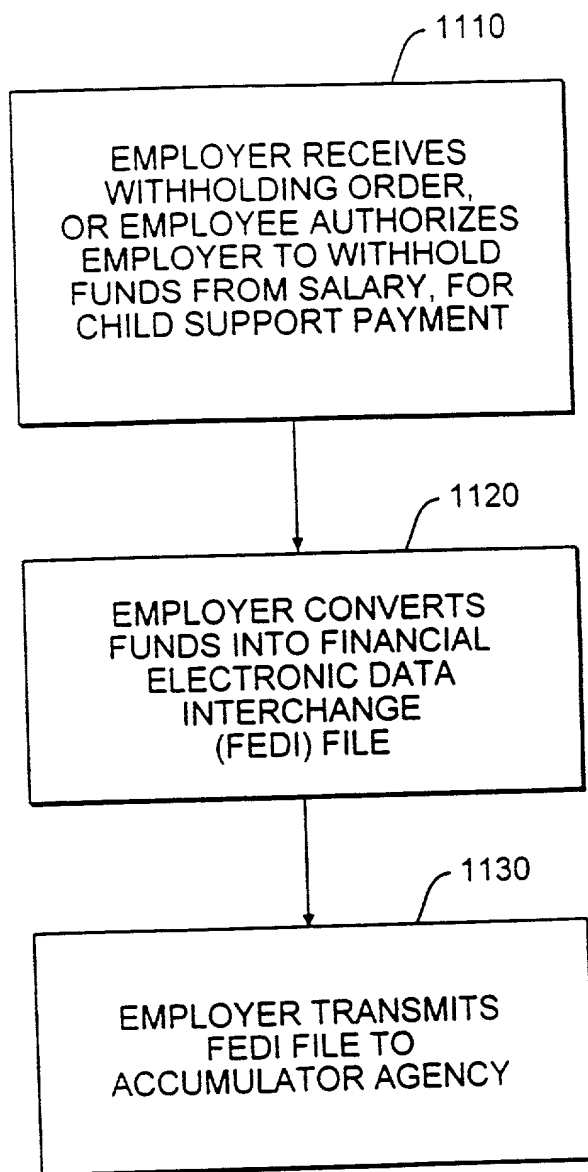 1110
EMPLOYER RECEIVES
WITHHOLDING ORDER,
OR EMPLOYEE AUTHORIZES
EMPLOYER TO WITHHOLD
FUNDS FROM SALARY, FOR
CHILD SUPPORT PAYMENT
1120
EMPLOYER CONVERTS
FUNDS INTO FINANCIAL
ELECTRONIC DATA
INTERCHANGE
(FEDI) FILE
1130
EMPLOYER TRANSMITS
FEDI FILE TO
ACCUMULATOR AGENCY